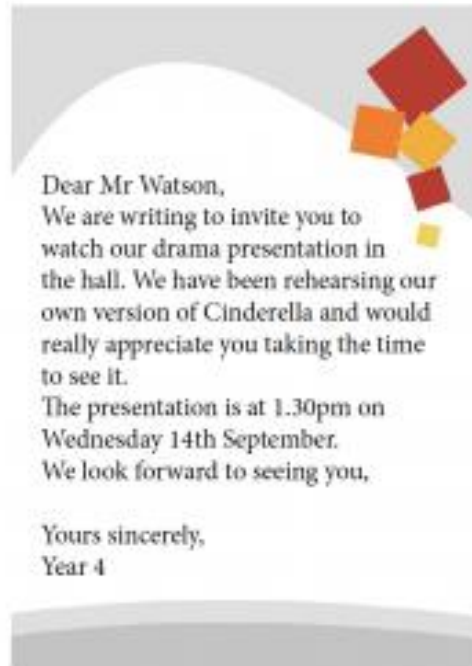 Dear Mr Watson,
We are writing to invite you to
watch our drama presentation in
the hall. We have been rehearsing our
own version of Cinderella and would
really appreciate you taking the time
to see it.
The presentation is at 1.30pm on
Wednesday 14th September.
We look forward to seeing you,
Yours sincerely,
Year 4